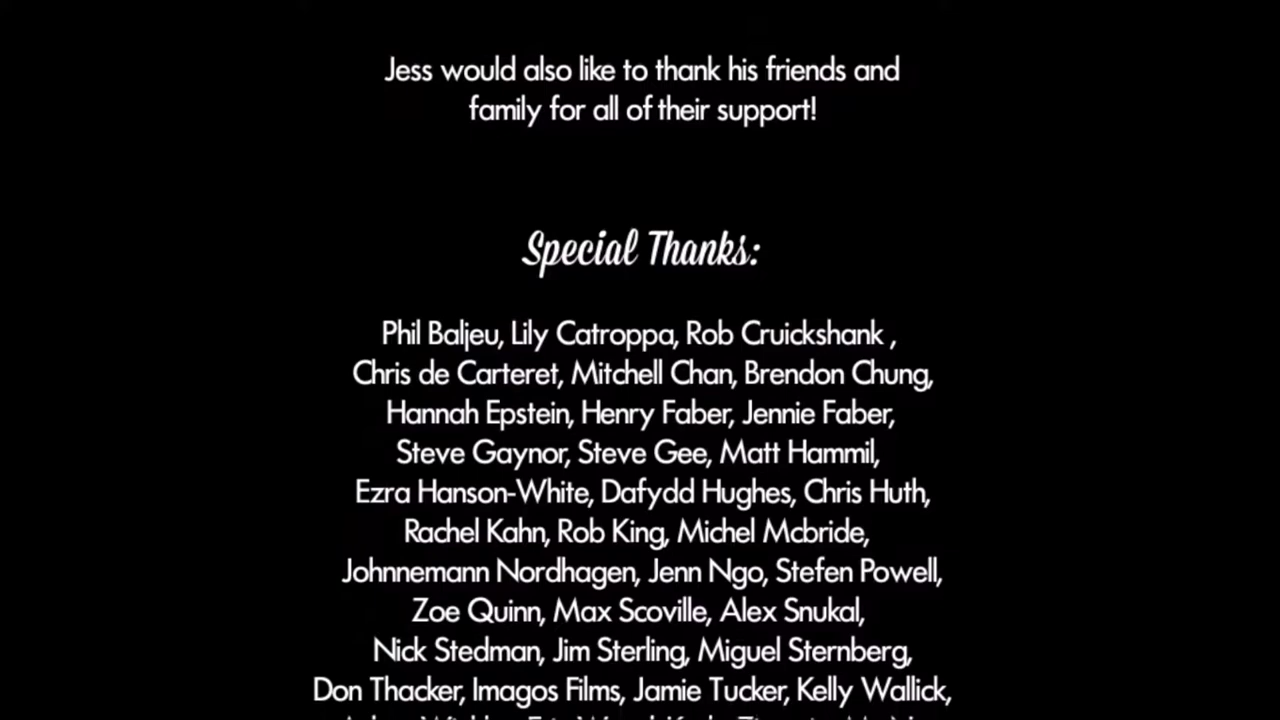 Jess would also like to thank his friends and
family for all of their support!
Special Thanks:
Phil Baljeu, Lily Catroppa, Rob Cruickshank ,
Chris de Carteret, Mitchell Chan, Brendon Chung,
Hannah Epstein, Henry Faber, Jennie Faber,
Steve Gaynor, Steve Gee, Matt Hammil,
Ezra Hanson-White, Dafydd Hughes, Chris Huth,
Rachel Kahn, Rob King, Michel Mcbride,
Johnnemann Nordhagen, Jenn Ngo, Stefen Powell,
Zoe Quinn, Max Scoville, Alex Snukal,
Nick Stedman, Jim Sterling, Miguel Sternberg,
Don Thacker, Imagos Films, Jamie Tucker, Kelly Wallick,